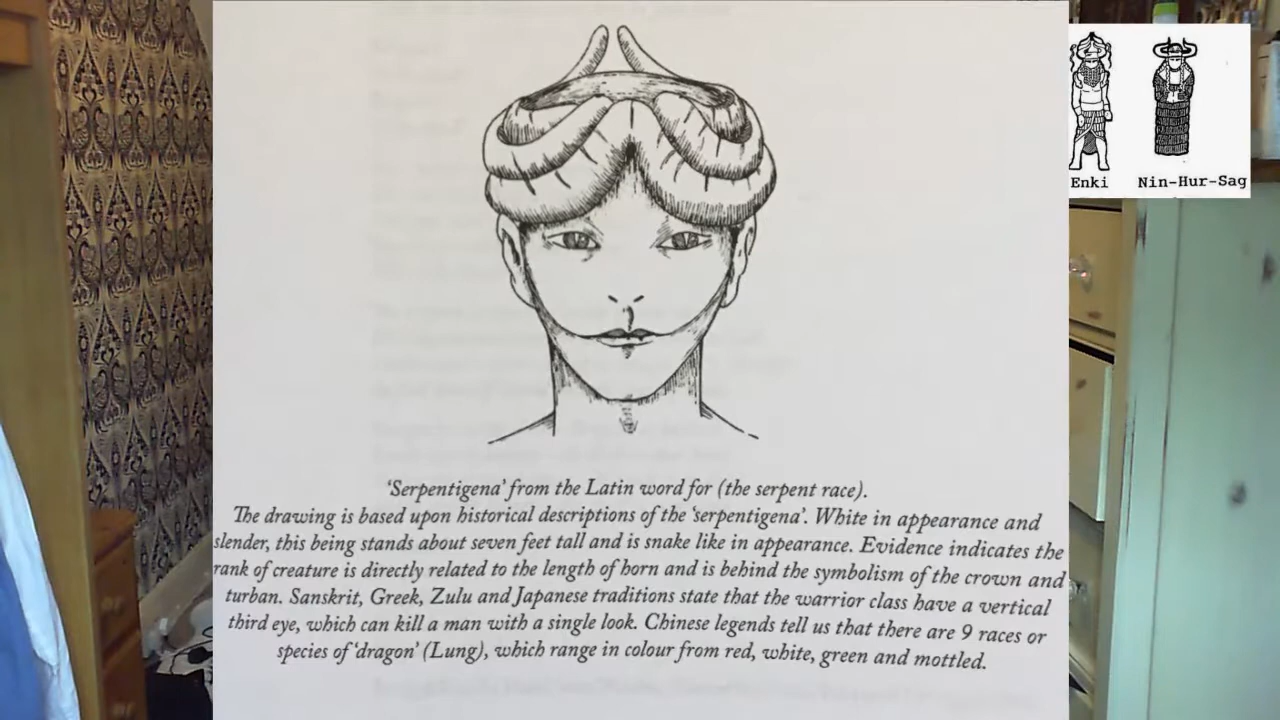 Enki Nin-Hur-Sag
'Serpentigena' from the Latin word for (the serpent race).
The drawing is based upon historical descriptions of the 'serpentigena'. White in appearance and
slender, this being stands about seven feet tall and is snake like in appearance. Evidence indicates the
rank of creature is directly related to the length of horn and is behind the symbolism of the crown and
turban. Sanskrit, Greek, Zulu and Japanese traditions state that the warrior class have a vertical
third eye, which can kill a man with a single look. Chinese legends tell us that there are 9 races or
species of 'dragon' (Lung), which range in colour from red, white, green and mottled.